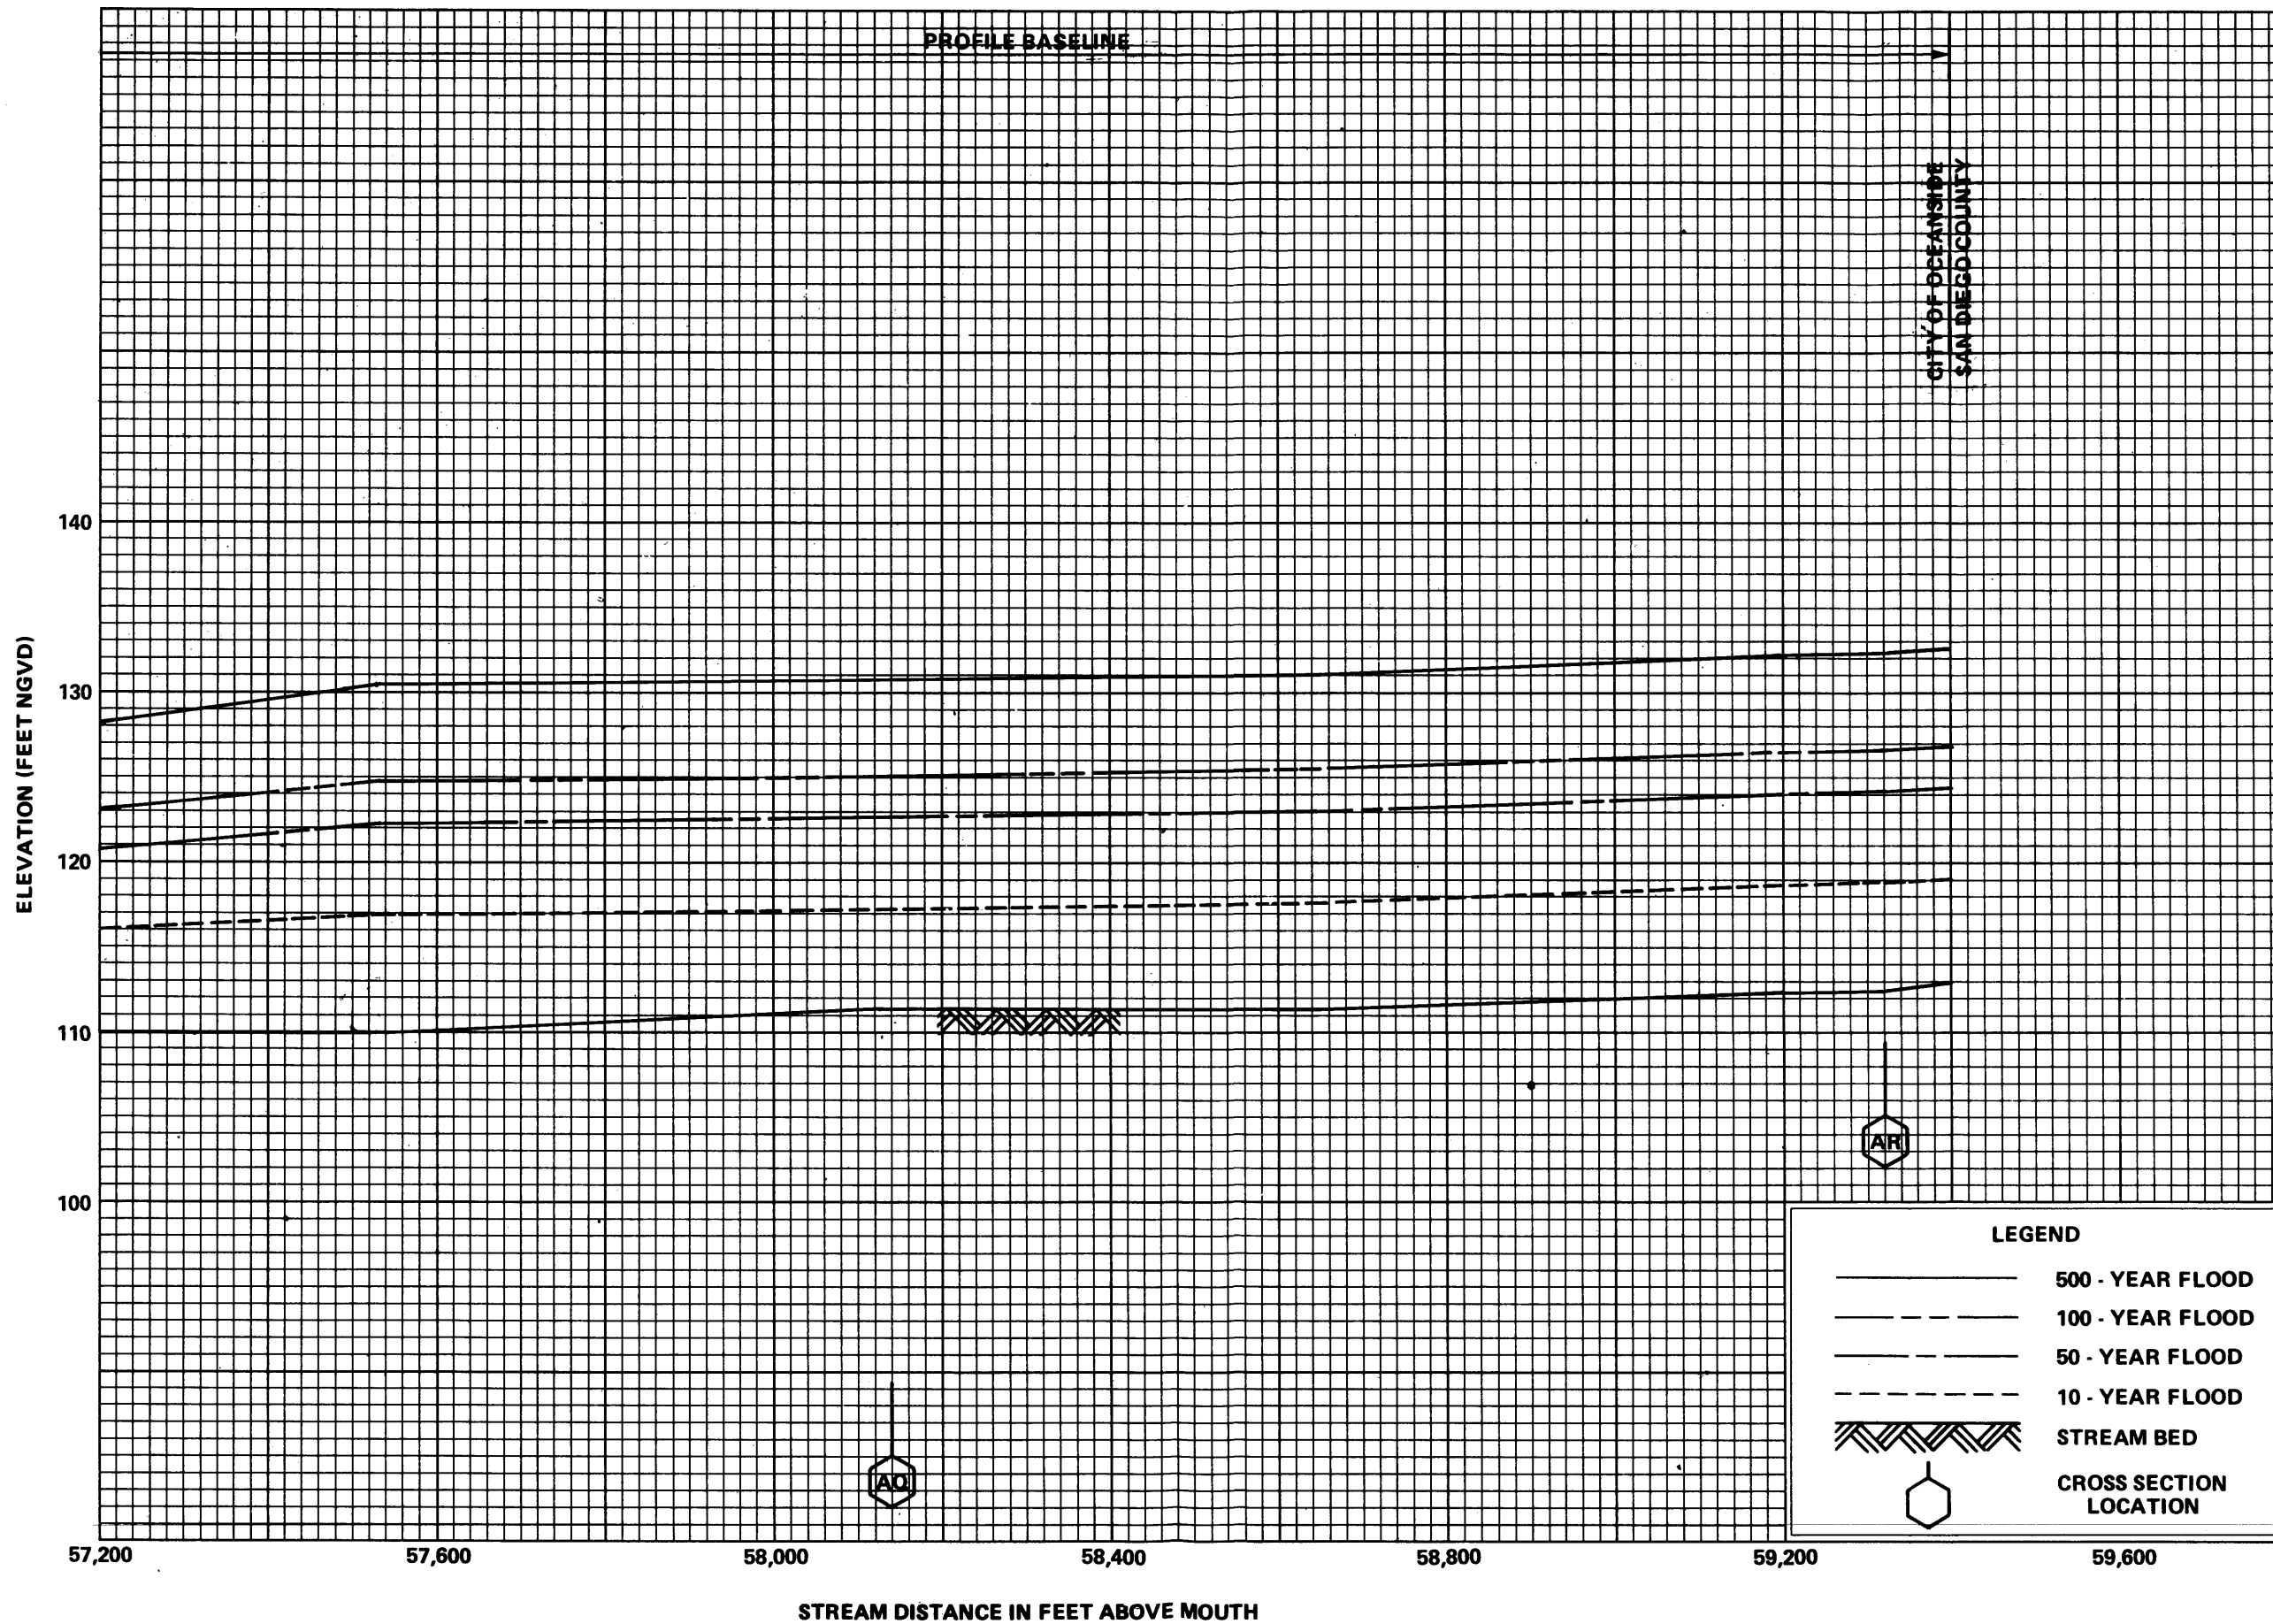 PROFILE BASELINE
CITY OF OCEANSIDE
SAN DIEGO COUNTY
ELEVATION (FEET NGVD)
140
130
120
110
100
AQ
AR
LEGEND
500 - YEAR FLOOD
100 - YEAR FLOOD
50 - YEAR FLOOD
10 - YEAR FLOOD
STREAM BED
CROSS SECTION
LOCATION
57,200
57,600
58,000
58,400
58,800
59,200
59,600
STREAM DISTANCE IN FEET ABOVE MOUTH